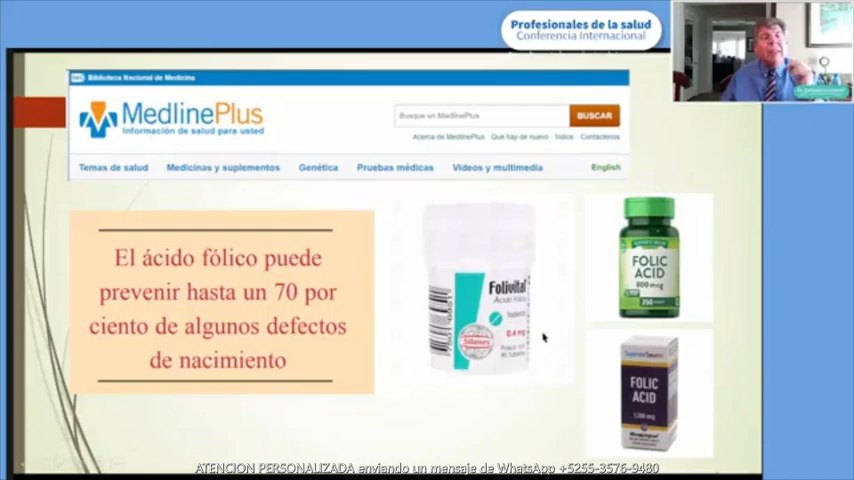 Profesionales de la salud
Conferencia Internacional
NIH Biblioteca Nacional de Medicina
MedlinePlus
Información de salud para usted
Busque en MedlinePlus
BUSCAR
Acerca de MedlinePlus Qué hay de nuevo Índice Contáctenos
Temas de salud Medicinas y suplementos Genética Pruebas médicas Videos y multimedia English
El ácido fólico puede
prevenir hasta un 70 por
ciento de algunos defectos
de nacimiento
Folivital
Ácido fólico
Tabletas
0.4 mg
Silanes
FOLIC
ACID
800 mcg
250
FOLIC
ACID
ATENCION PERSONALIZADA enviando un mensaje de WhatsApp +5255-3576-9480